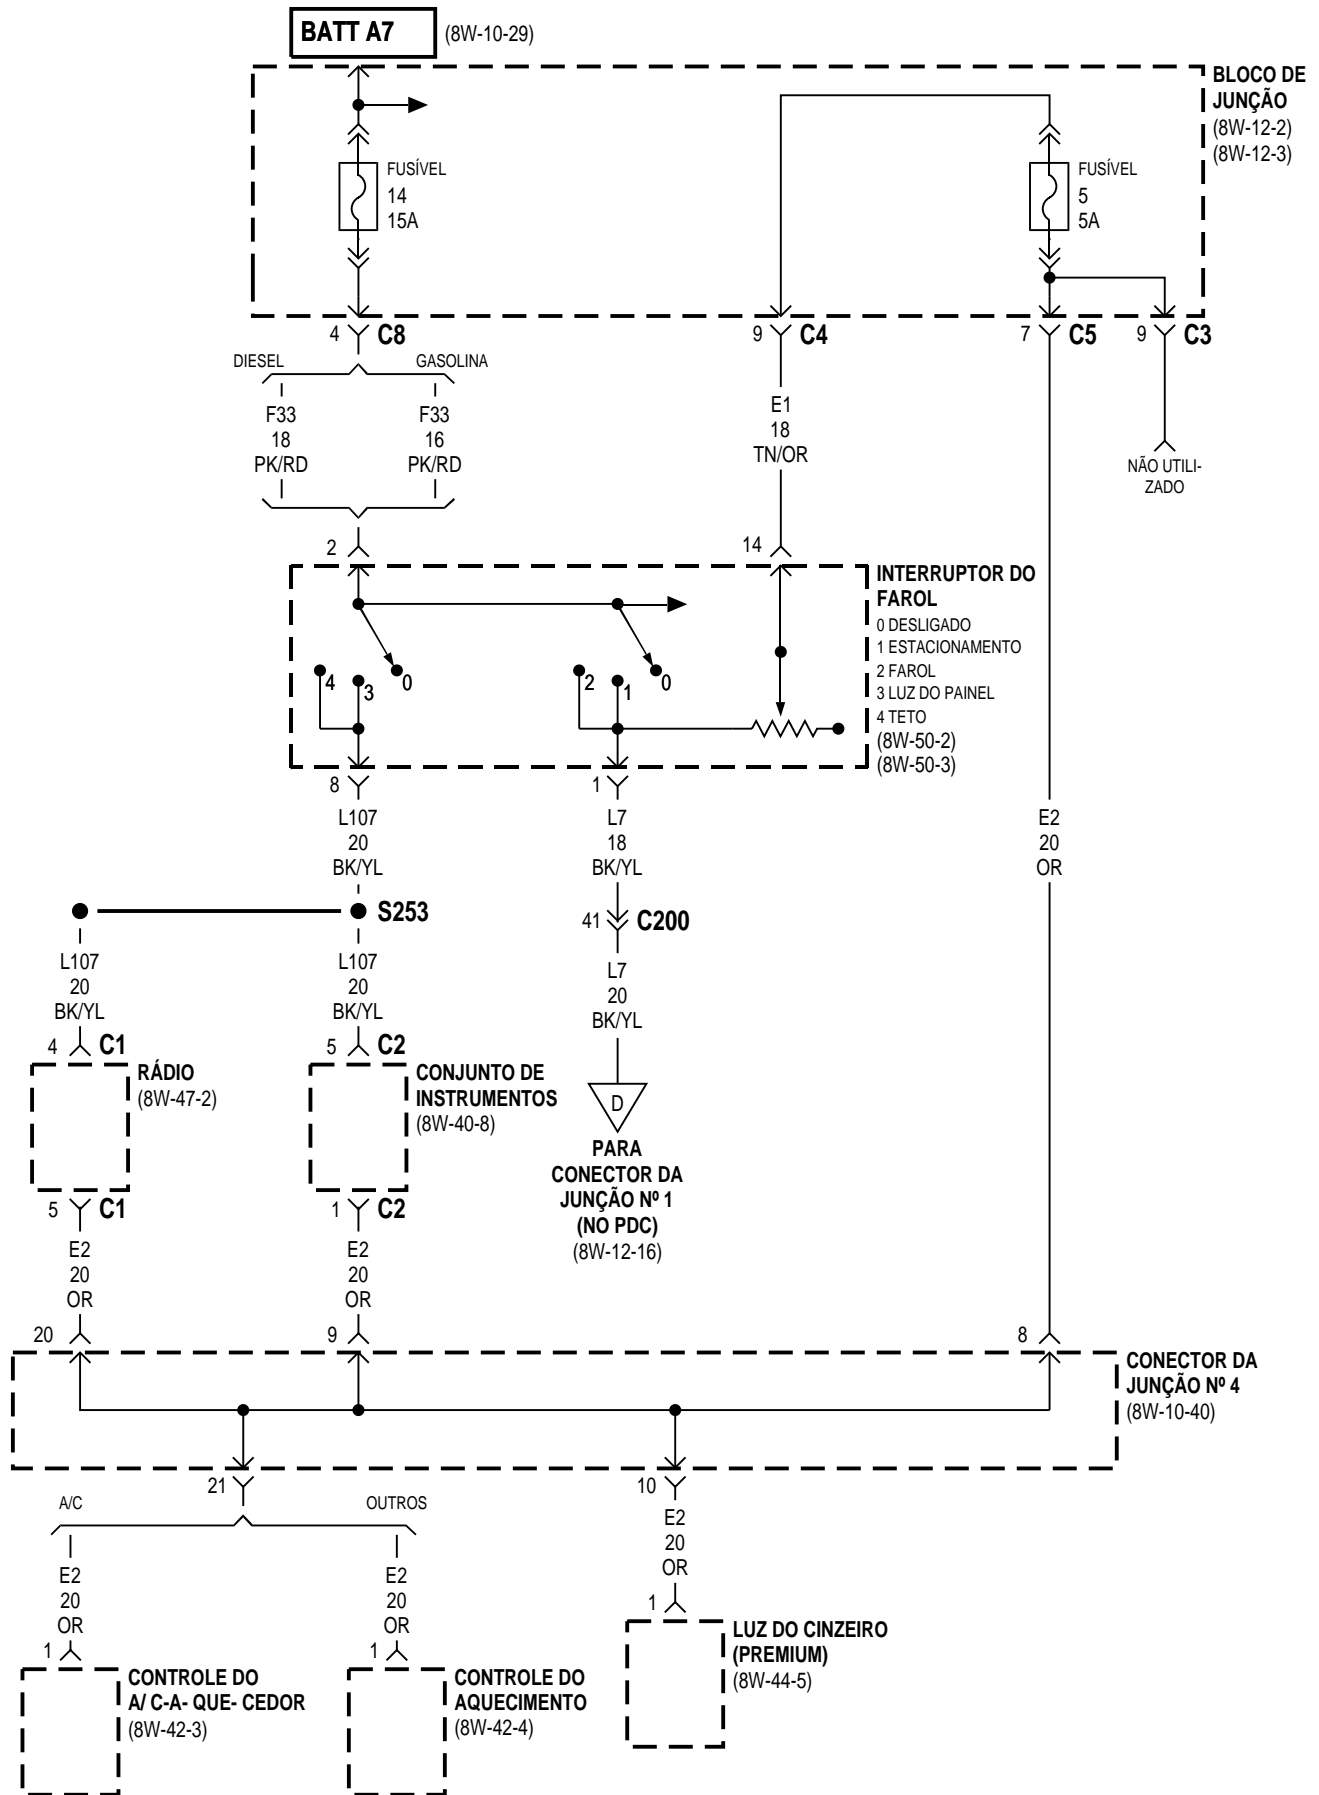 BATT A7 (8W-10-29)
BLOCO DE
JUNÇÃO
(8W-12-2)
(8W-12-3)
FUSÍVEL
14
15A
FUSÍVEL
5
5A
4 C8
9 C4
7 C5
9 C3
DIESEL
GASOLINA
F33
18
PK/RD
F33
16
PK/RD
E1
18
TN/OR
NÃO UTILI-
ZADO
2
14
INTERRUPTOR DO
FAROL
0 DESLIGADO
1 ESTACIONAMENTO
2 FAROL
3 LUZ DO PAINEL
4 TETO
(8W-50-2)
(8W-50-3)
4 3 0
2 1 0
8
1
L107
20
BK/YL
L7
18
BK/YL
E2
20
OR
S253
41 C200
L107
20
BK/YL
L107
20
BK/YL
L7
20
BK/YL
4 C1
5 C2
RÁDIO
(8W-47-2)
CONJUNTO DE
INSTRUMENTOS
(8W-40-8)
D
PARA
CONECTOR DA
JUNÇÃO Nº 1
(NO PDC)
(8W-12-16)
5 C1
1 C2
E2
20
OR
E2
20
OR
20
9
8
CONECTOR DA
JUNÇÃO Nº 4
(8W-10-40)
21
10
A/C
OUTROS
E2
20
OR
E2
20
OR
E2
20
OR
1
1
1
LUZ DO CINZEIRO
(PREMIUM)
(8W-44-5)
CONTROLE DO
A/ C-A- QUE- CEDOR
(8W-42-3)
CONTROLE DO
AQUECIMENTO
(8W-42-4)